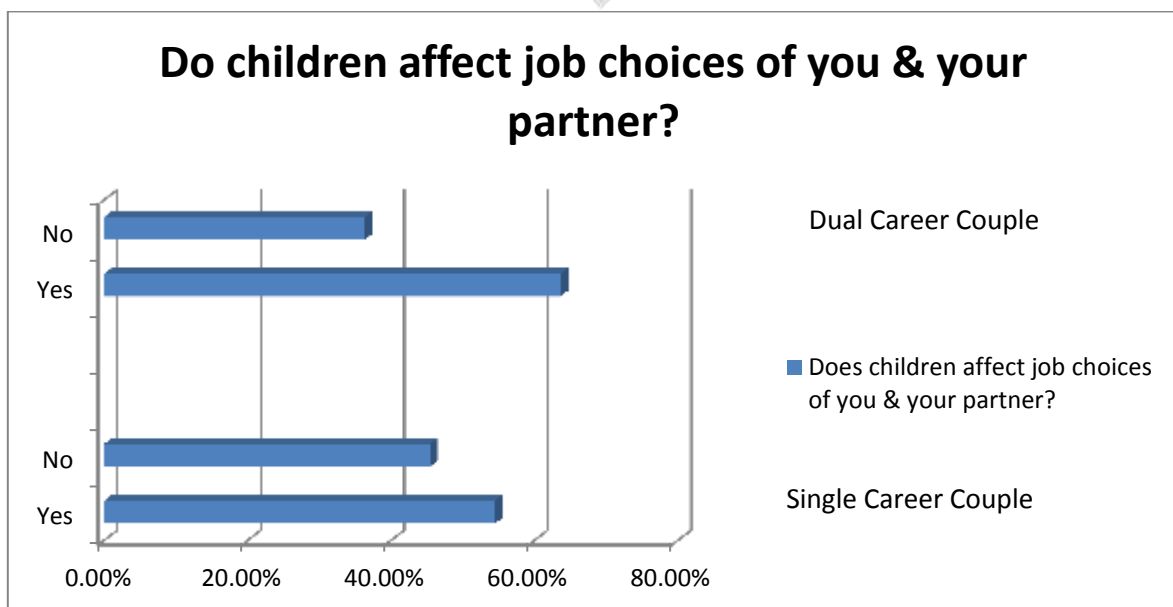 Do children affect job choices of you & your
partner?
No
Yes
No
Yes
0.00%
20.00%
40.00%
60.00%
80.00%
Dual Career Couple
Does children affect job choices
of you & your partner?
Single Career Couple